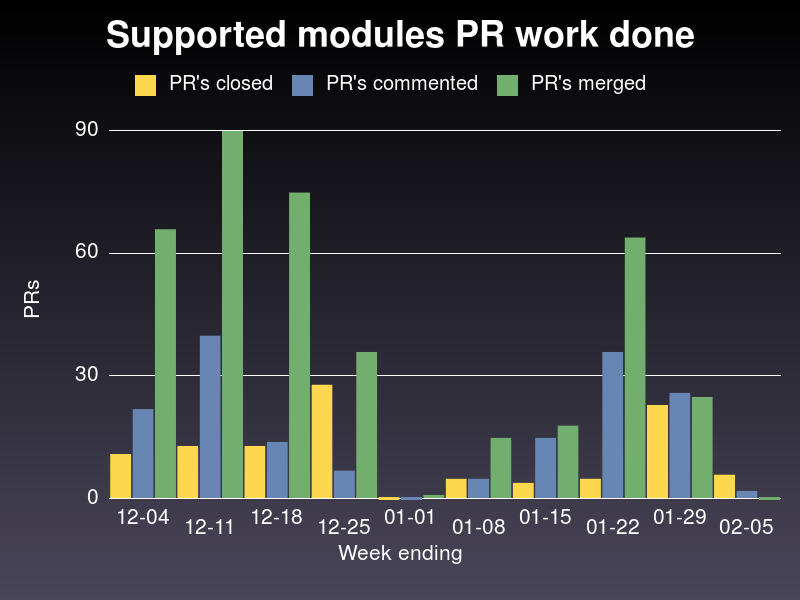 Supported modules PR work done
PR's closed PR's commented PR's merged
90
60
30
0
PRs
12-04 12-11 12-18 12-25 01-01 01-08 01-15 01-22 01-29 02-05
Week ending